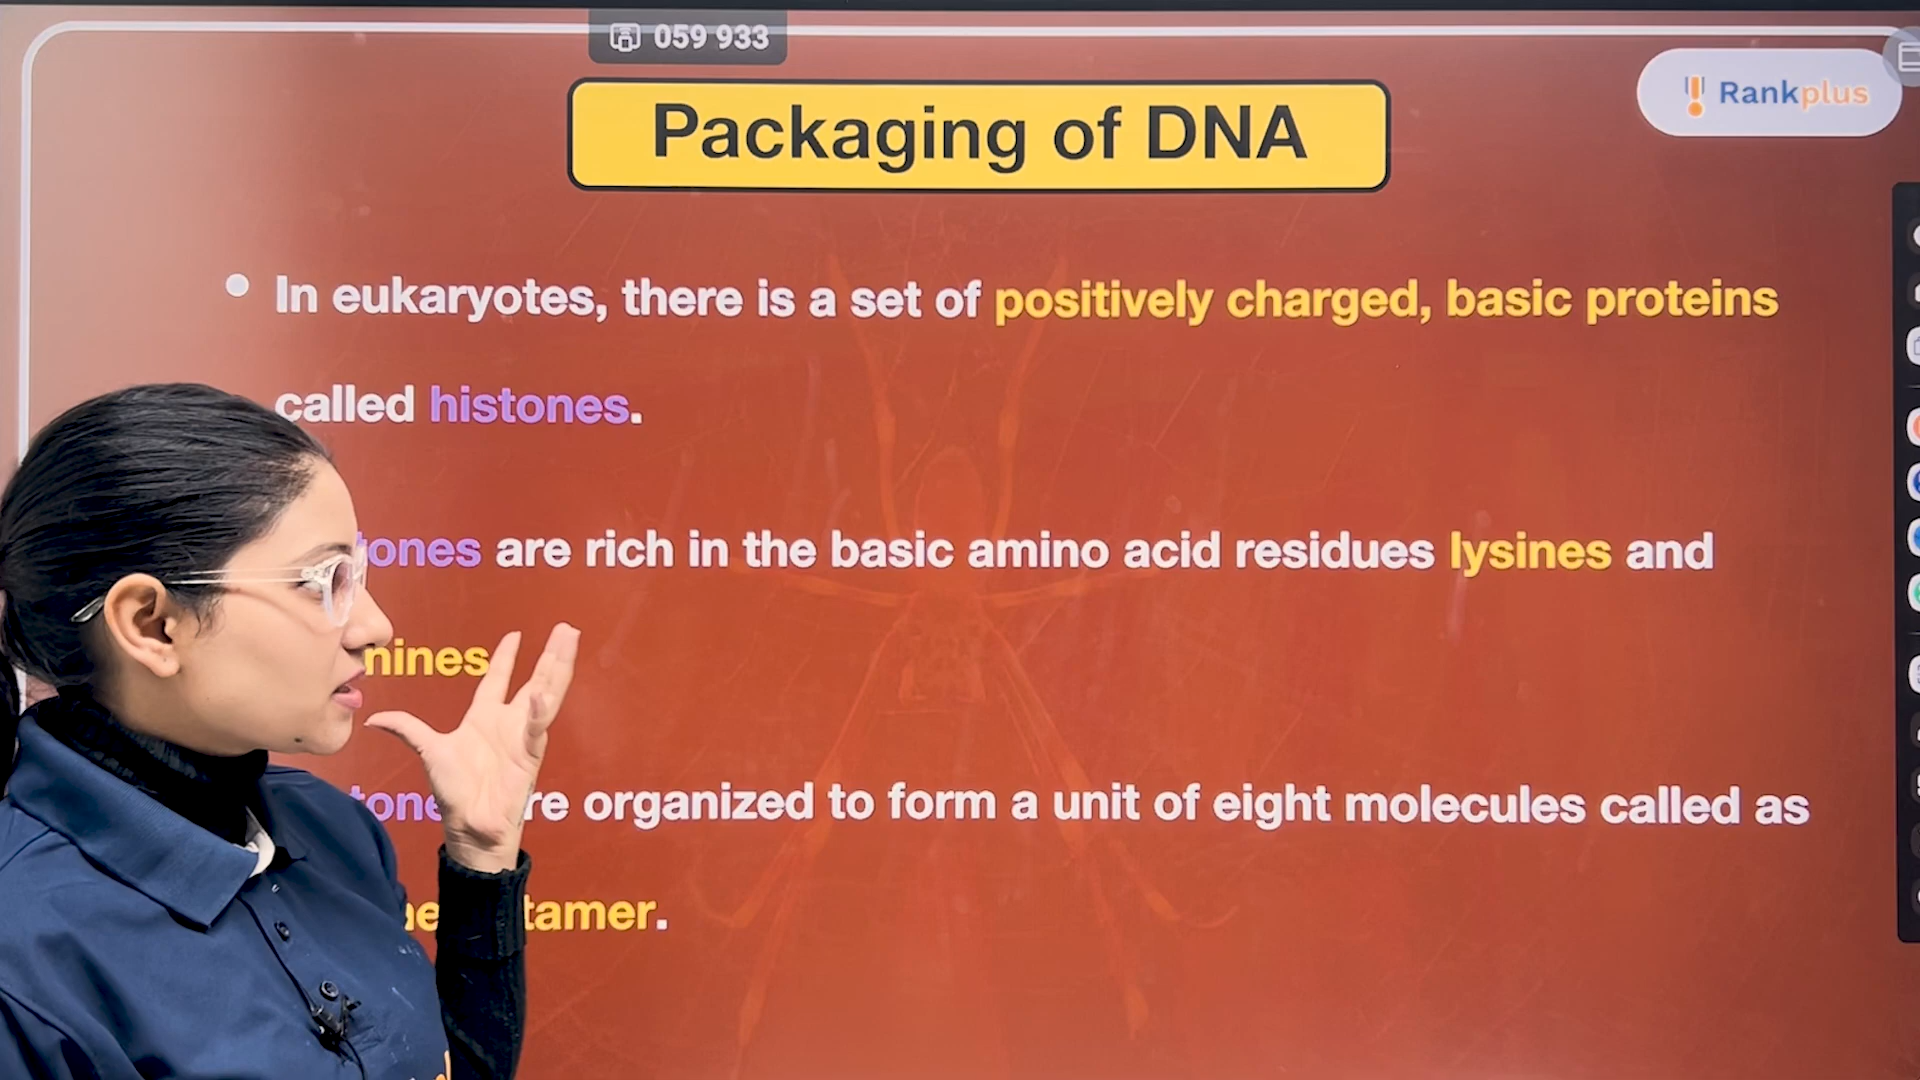 059 933
Packaging of DNA
Rankplus
In eukaryotes, there is a set of positively charged, basic proteins
called histones.
tones are rich in the basic amino acid residues lysines and
nines
tone re organized to form a unit of eight molecules called as
ne tamer.